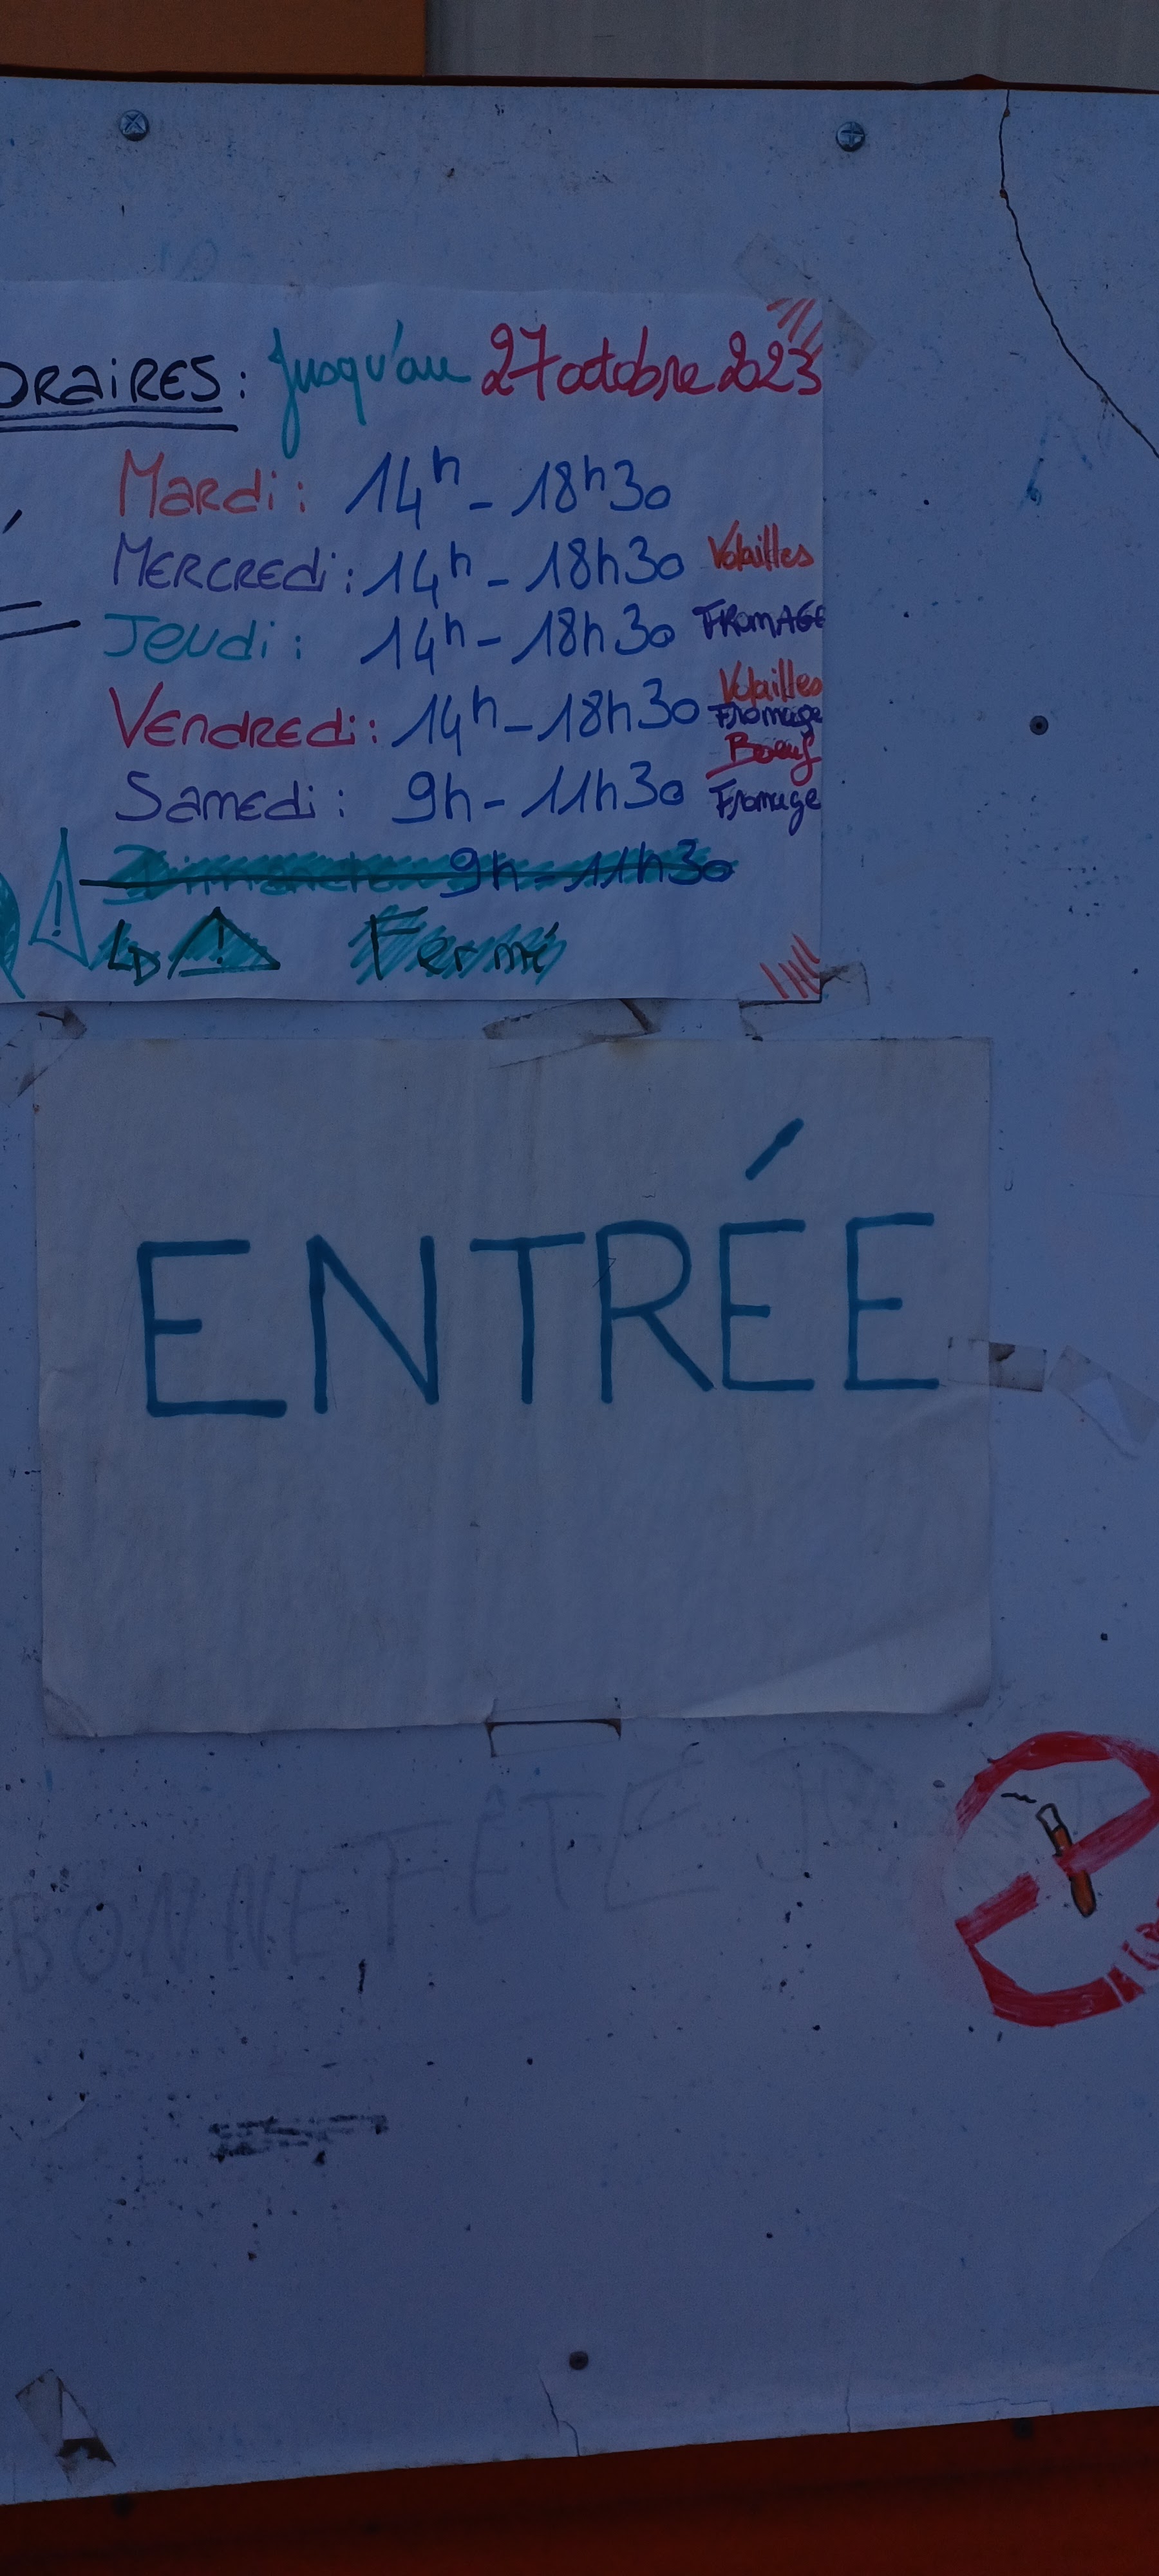 ORAIRES: Jusqu'au 27 octobre 2023
Mardi: 14h - 18h30
MERCREDi: 14h - 18h30 Volailles
Jeudi: 14h - 18h30 FROMAGE
VEnDREdi: 14h - 18h30 Volailles
Fromage
Boeuf
SamEdi: 9h - 11h30 Fromage
Dimanche 9h - 11h30
! ! Fermé
ENTRÉE
BONNE FÊTE